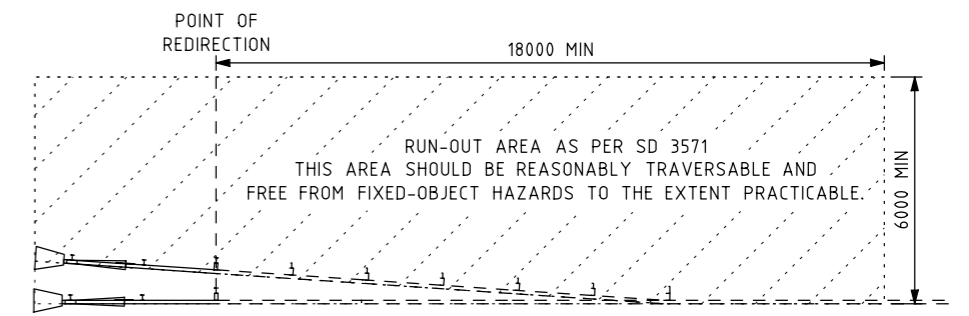 POINT OF
REDIRECTION
18000 MIN
RUN-OUT AREA AS PER SD 3571
THIS AREA SHOULD BE REASONABLY TRAVERSABLE AND
FREE FROM FIXED-OBJECT HAZARDS TO THE EXTENT PRACTICABLE.
6000 MIN